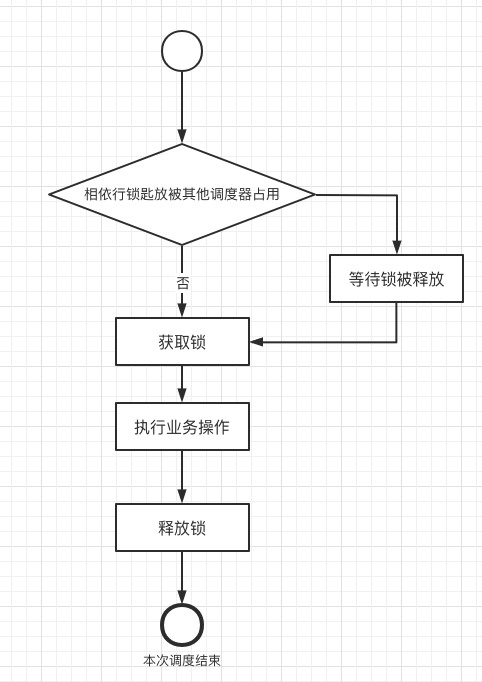 相依行锁匙放被其他调度器占用
等待锁被释放
否
获取锁
执行业务操作
释放锁
本次调度结束